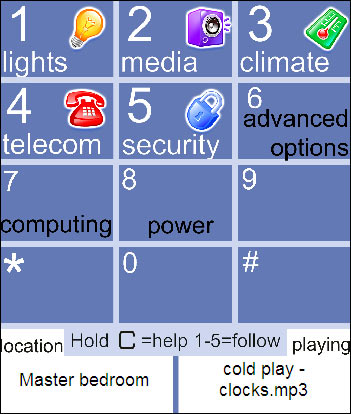 1
lights
2
media
3
climate
4
telecom
5
security
6
advanced
options
7
computing
8
power
9
*
0
#
Hold C =help 1-5=follow
location
Master bedroom
playing
cold play -
clocks.mp3